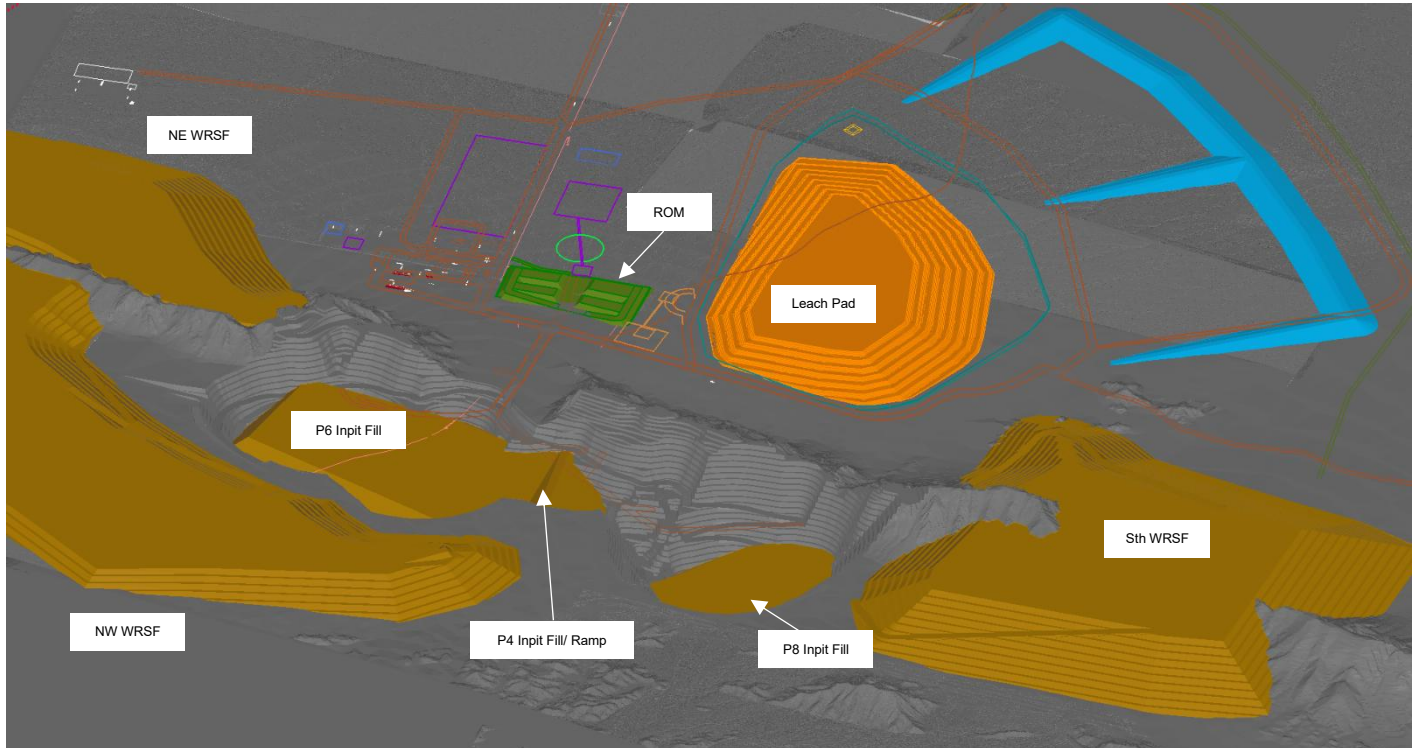 NE WRSF
ROM
Leach Pad
P6 Inpit Fill
Sth WRSF
NW WRSF
P4 Inpit Fill/ Ramp
P8 Inpit Fill